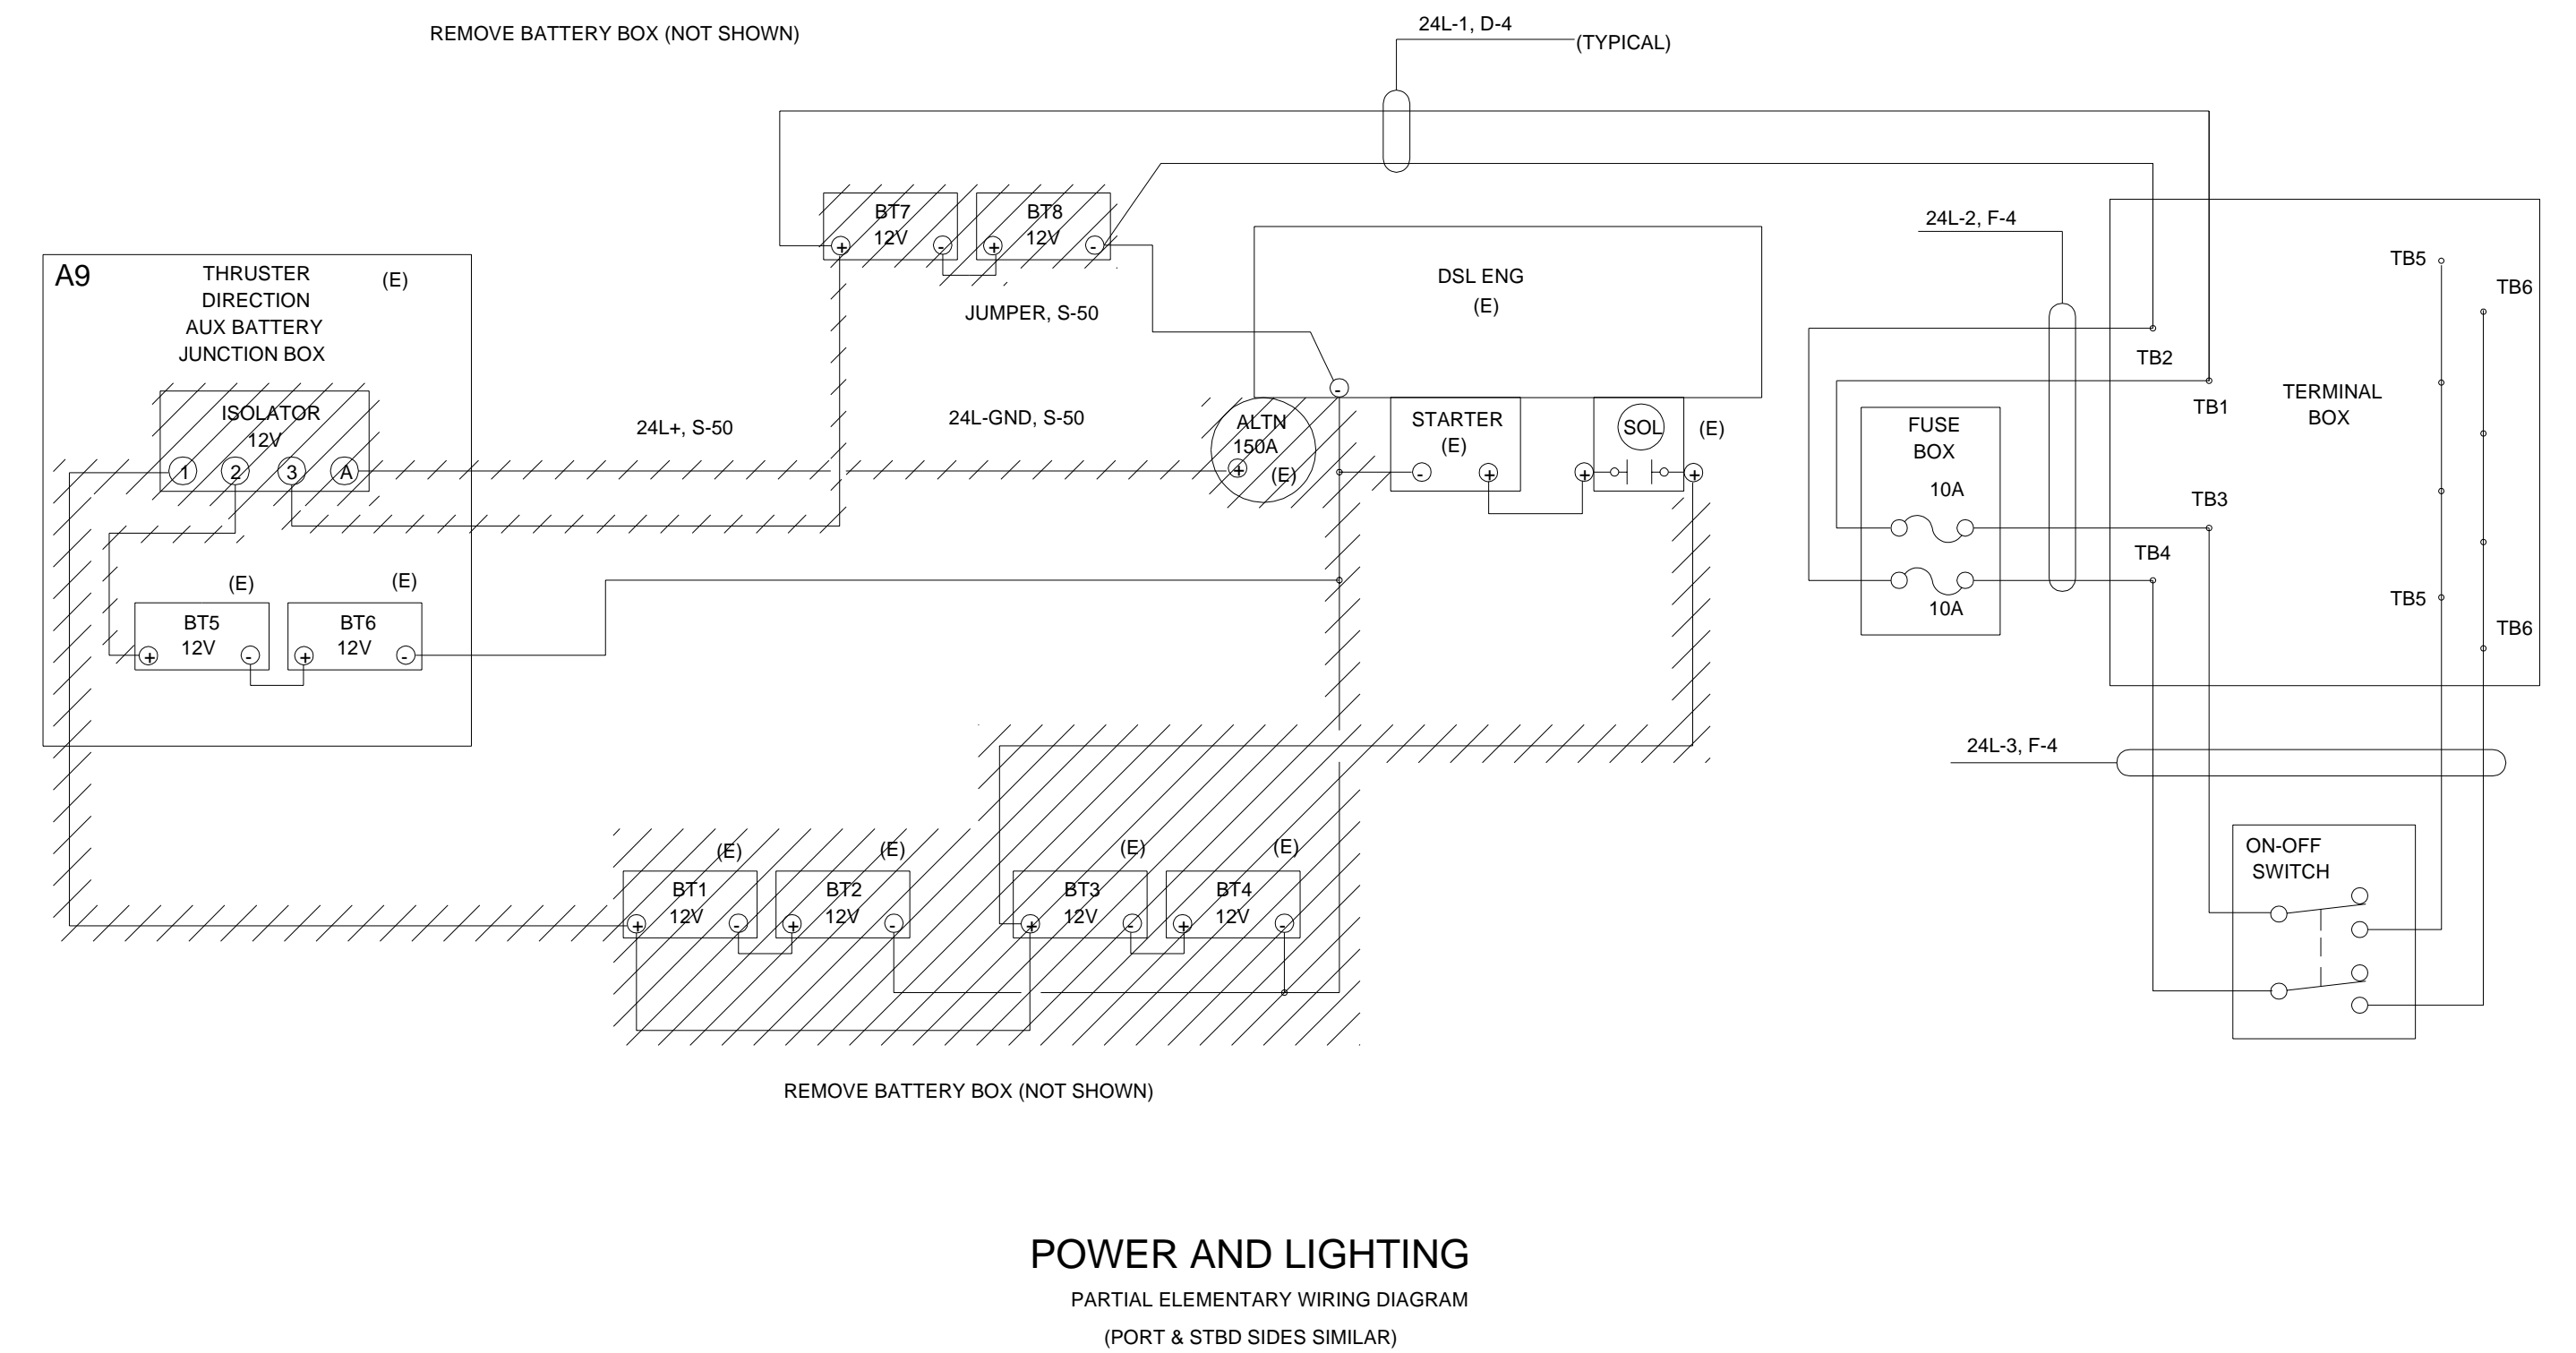 REMOVE BATTERY BOX (NOT SHOWN)
24L-1, D-4
(TYPICAL)
BT7
12V
+
-
BT8
12V
+
-
JUMPER, S-50
A9
THRUSTER
DIRECTION
AUX BATTERY
JUNCTION BOX
(E)
ISOLATOR
12V
1
2
3
A
24L+, S-50
24L-GND, S-50
DSL ENG
(E)
-
ALTN
150A
+
(E)
STARTER
(E)
-
+
SOL
(E)
+
+
24L-2, F-4
FUSE
BOX
10A
10A
TB2
TB1
TB3
TB4
TERMINAL
BOX
TB5
TB6
TB5
TB6
(E)
BT5
12V
+
-
(E)
BT6
12V
+
-
24L-3, F-4
ON-OFF
SWITCH
(E)
BT1
12V
+
-
(E)
BT2
12V
+
-
(E)
BT3
12V
+
-
(E)
BT4
12V
+
-
REMOVE BATTERY BOX (NOT SHOWN)
POWER AND LIGHTING
PARTIAL ELEMENTARY WIRING DIAGRAM
(PORT & STBD SIDES SIMILAR)